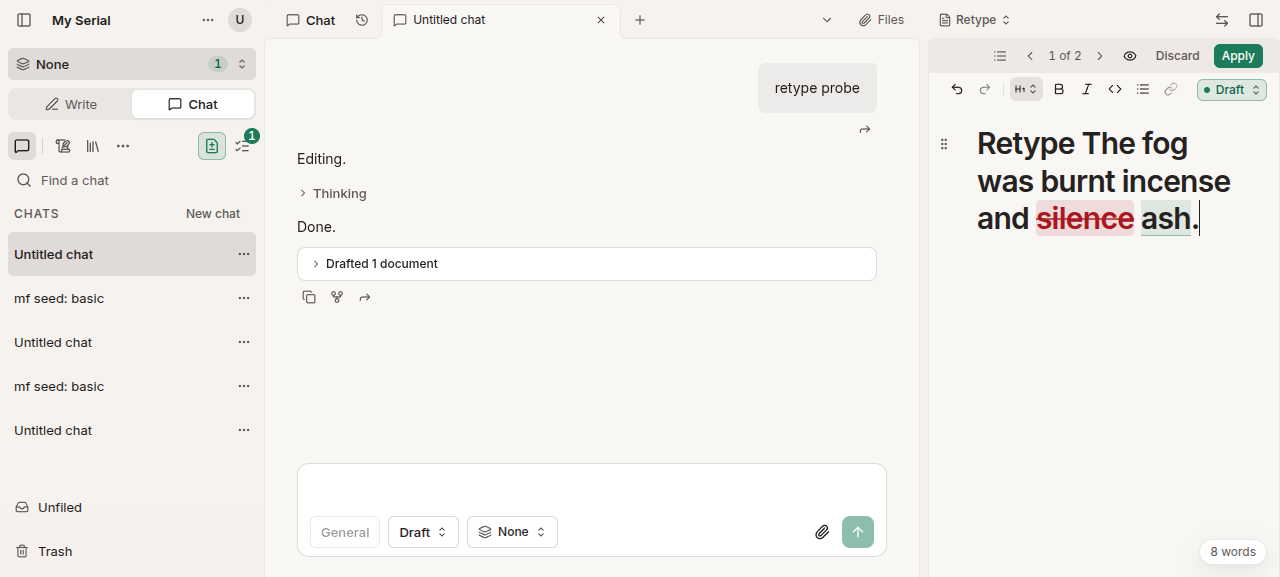 My Serial
U
Chat
Untitled chat
Files
Retype
None
1
1 of 2
Discard
Apply
Write
Chat
H1
B
I
Draft
1
Find a chat
CHATS
New chat
Untitled chat
mf seed: basic
Untitled chat
mf seed: basic
Untitled chat
Unfiled
Trash
retype probe
Editing.
Thinking
Done.
Drafted 1 document
General
Draft
None
Retype The fog
was burnt incense
and silence ash.
8 words